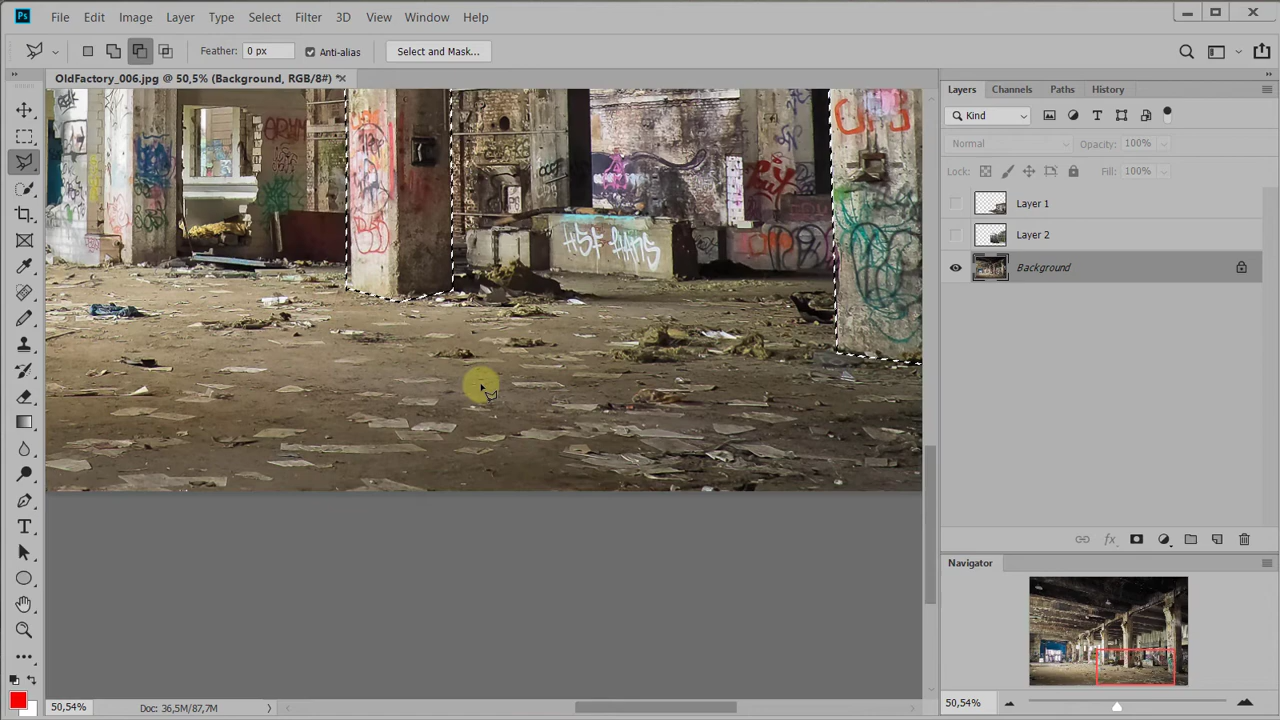 Ps File Edit Image Layer Type Select Filter 3D View Window Help
Feather: 0 px Anti-alias Select and Mask...
OldFactory_006.jpg @ 50,5% (Background, RGB/8#) *
Layers Channels Paths History
Kind
Normal Opacity: 100%
Lock: Fill: 100%
Layer 1
Layer 2
Background
HSF
Navigator
50,54% Doc: 36,5M/87,7M
50,54%